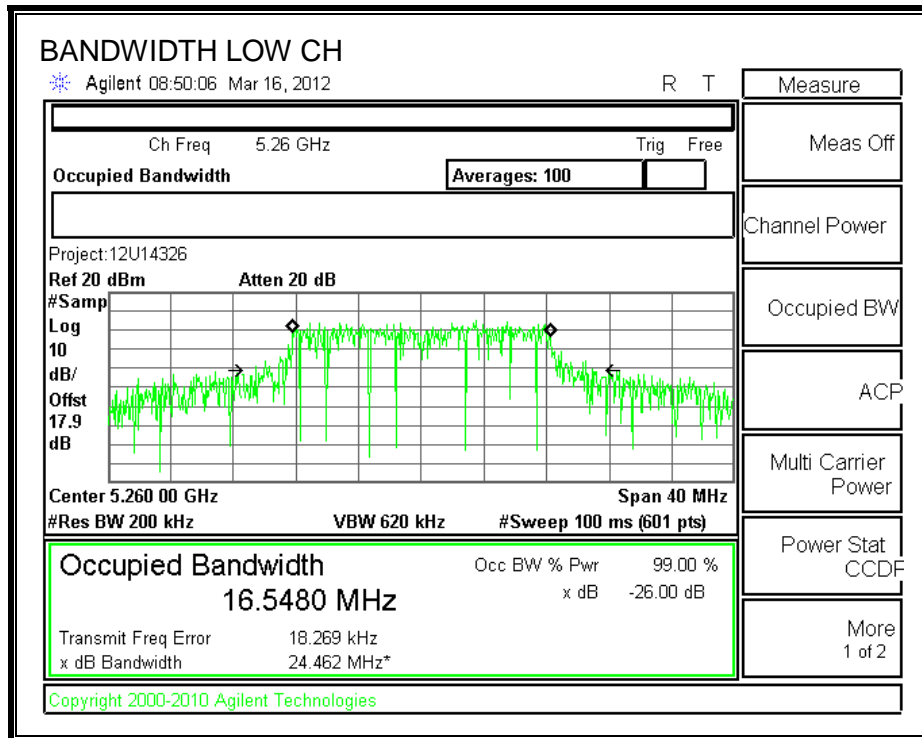 BANDWIDTH LOW CH
Agilent 08:50:06 Mar 16, 2012 R T
Measure
Meas Off
Channel Power
Occupied BW
ACP
Multi Carrier
Power
Power Stat
CCDF
More
1 of 2
Ch Freq 5.26 GHz Trig Free
Occupied Bandwidth Averages: 100
Project:12U14326
Ref 20 dBm Atten 20 dB
#Samp
Log
10
dB/
Offst
17.9
dB
Center 5.260 00 GHz Span 40 MHz
#Res BW 200 kHz VBW 620 kHz #Sweep 100 ms (601 pts)
Occupied Bandwidth Occ BW % Pwr 99.00 %
16.5480 MHz x dB -26.00 dB
Transmit Freq Error 18.269 kHz
x dB Bandwidth 24.462 MHz*
Copyright 2000-2010 Agilent Technologies